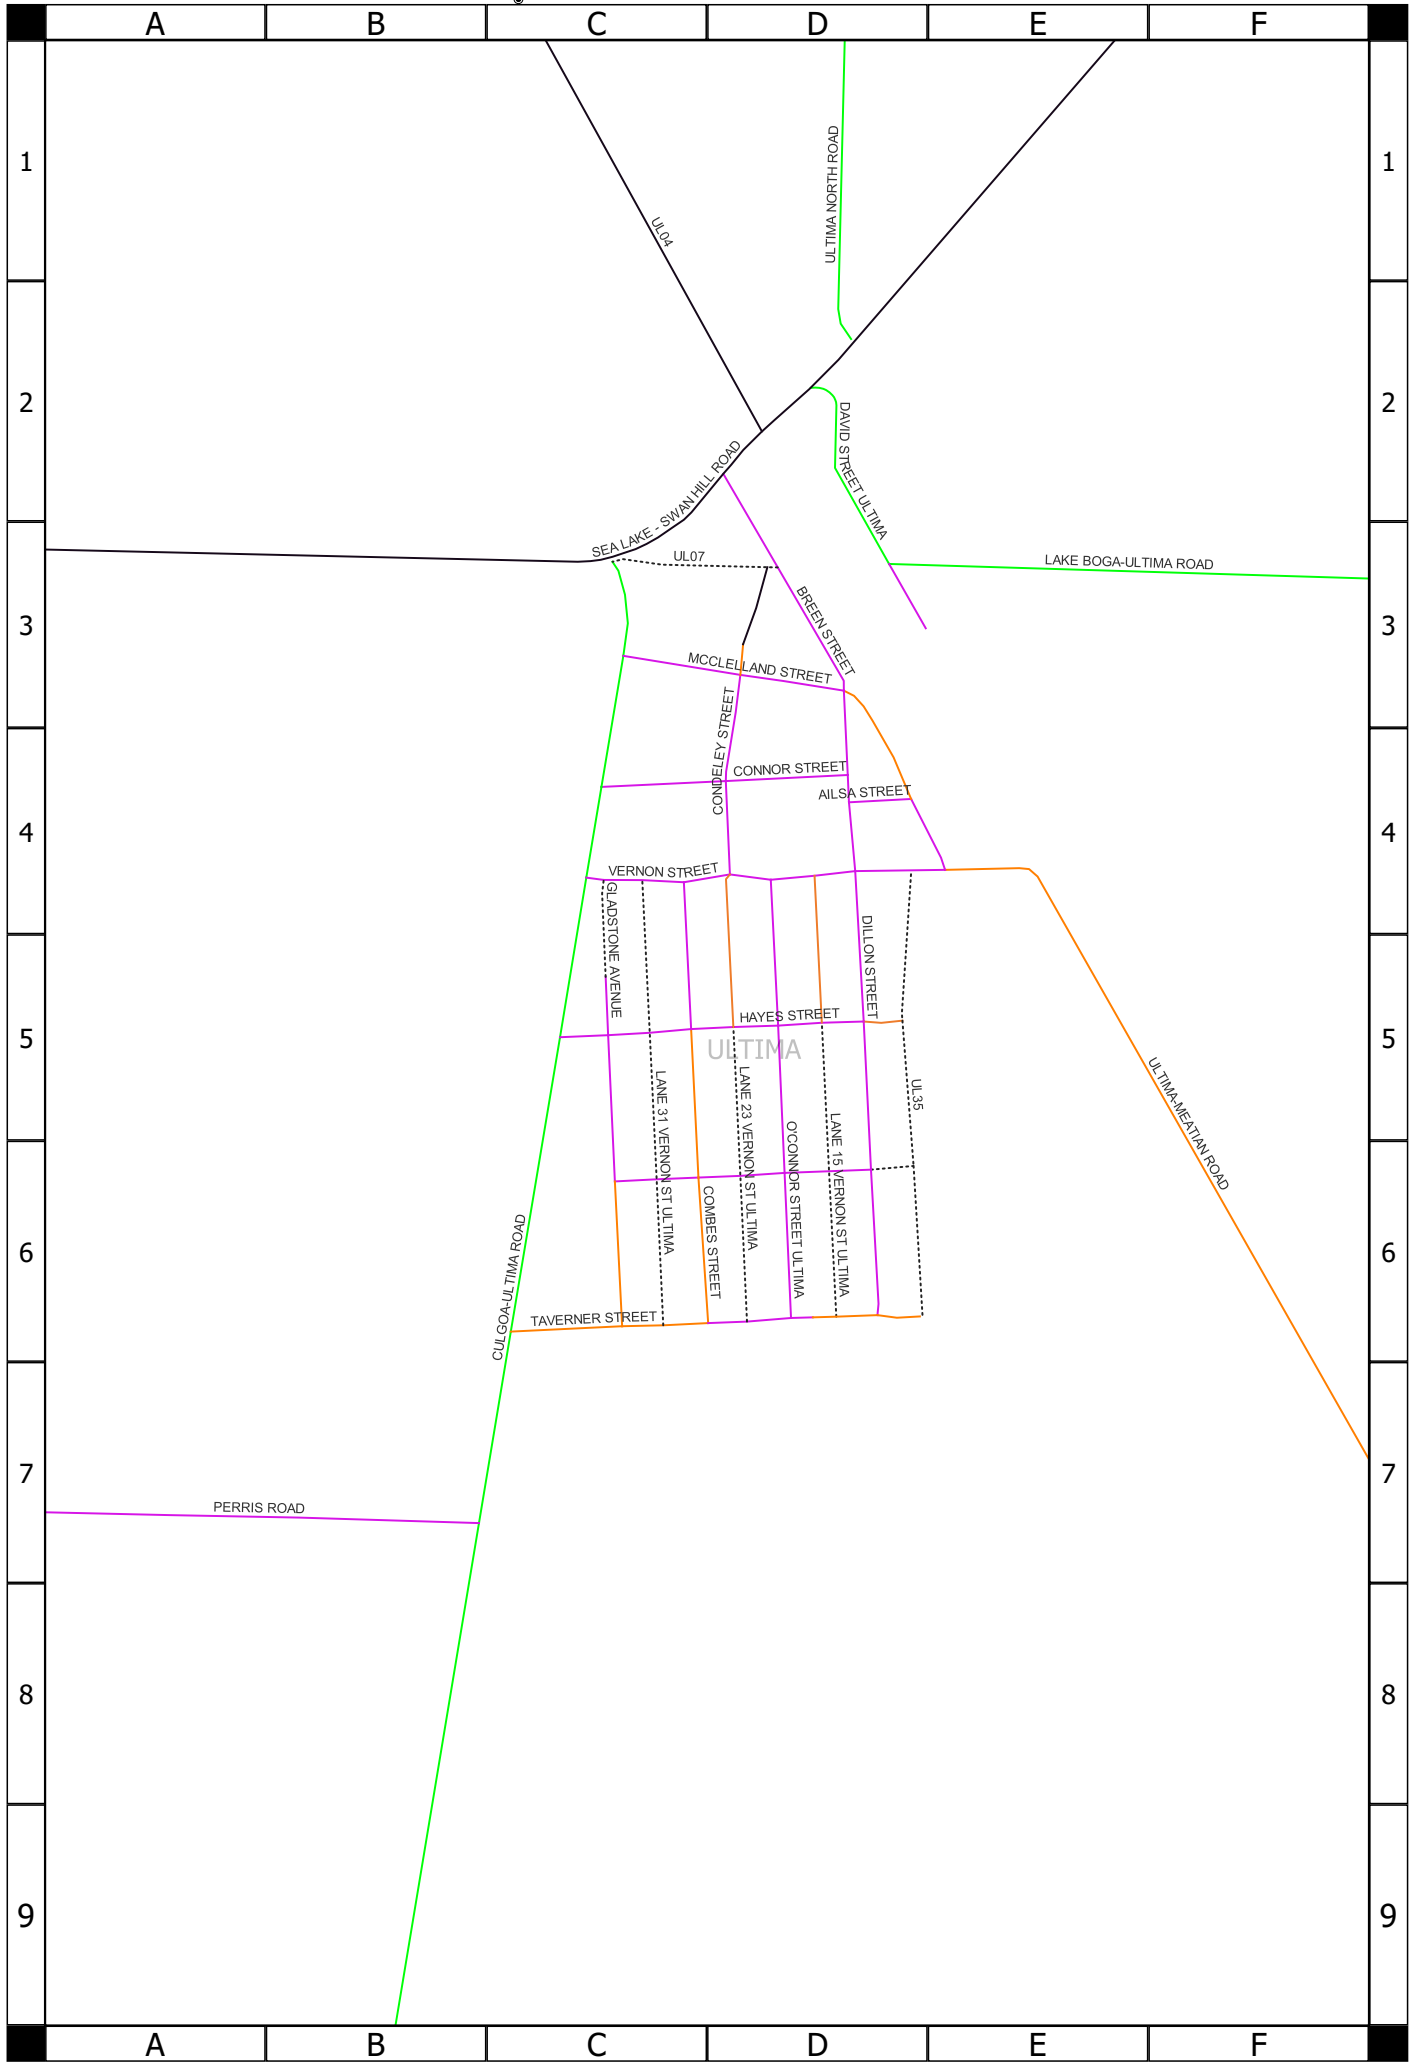 A B C D E F
1 1
ULTIMA NORTH ROAD
UL04
2 2
DAVID STREET ULTIMA
SEA LAKE - SWAN HILL ROAD
UL07
LAKE BOGA-ULTIMA ROAD
3 3
BREEN STREET
MCCLELLAND STREET
CONDELEY STREET
CONNOR STREET
AILSA STREET
4 4
VERNON STREET
GLADSTONE AVENUE
DILLON STREET
HAYES STREET
5 5
ULTIMA
ULTIMA-MEATIAN ROAD
LANE 31 VERNON ST ULTIMA
LANE 23 VERNON ST ULTIMA
UL35
O'CONNOR STREET ULTIMA
LANE 15 VERNON ST ULTIMA
COMBES STREET
6 6
CULGOA-ULTIMA ROAD
TAVERNER STREET
7 7
PERRIS ROAD
8 8
9 9
A B C D E F